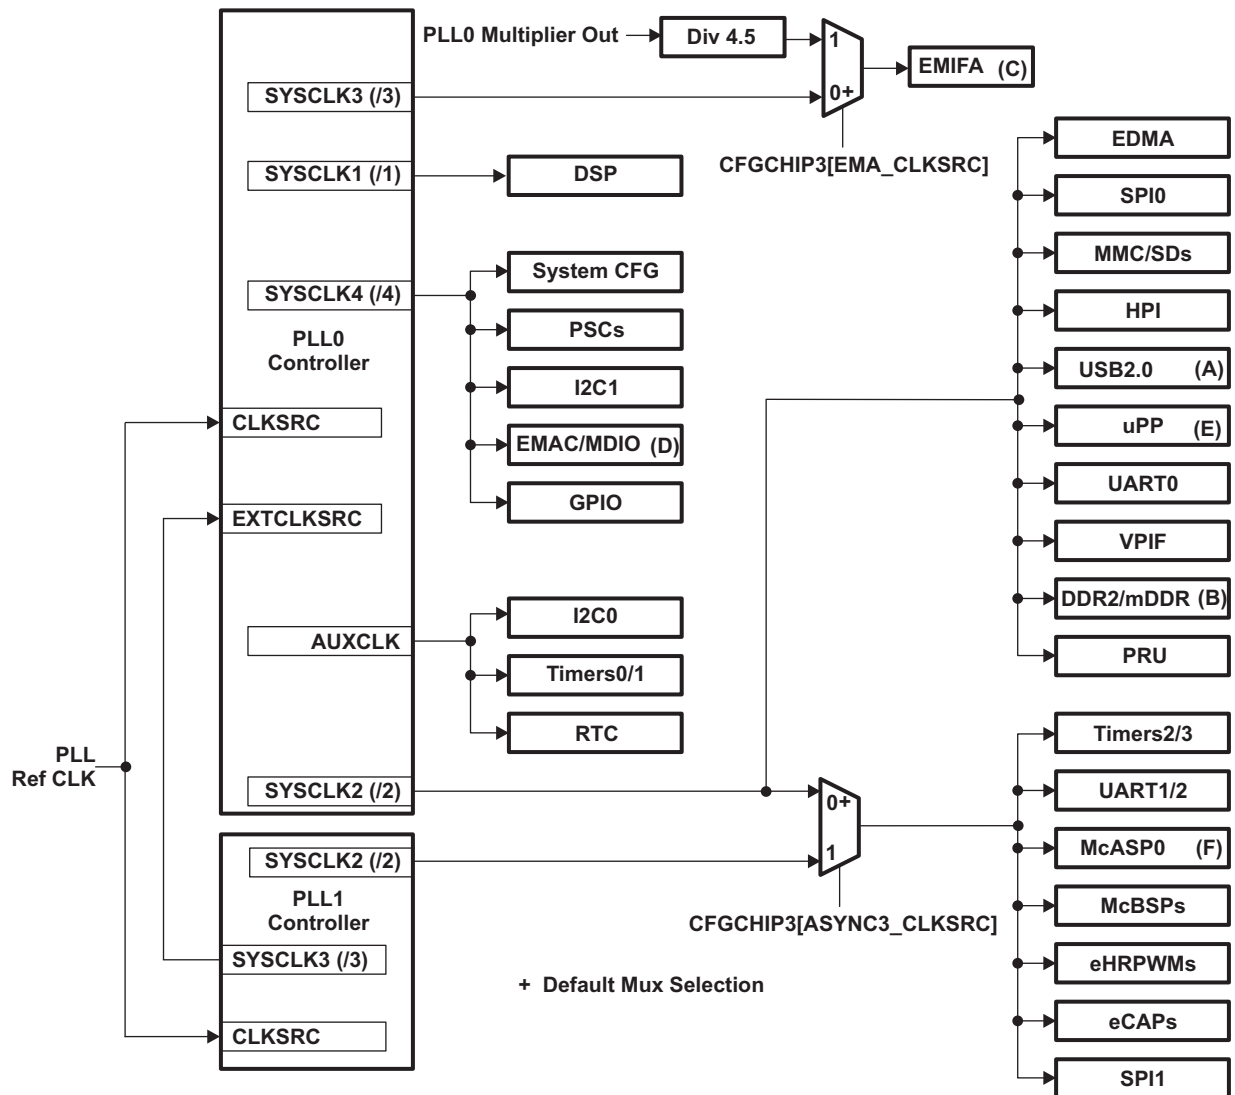 PLL0 Multiplier Out
Div 4.5
1
0+
EMIFA (C)
SYSCLK3 (/3)
CFGCHIP3[EMA_CLKSRC]
SYSCLK1 (/1)
DSP
SYSCLK4 (/4)
System CFG
PSCs
I2C1
EMAC/MDIO (D)
GPIO
PLL0
Controller
CLKSRC
EXTCLKSRC
AUXCLK
I2C0
Timers0/1
RTC
PLL
Ref CLK
SYSCLK2 (/2)
EDMA
SPI0
MMC/SDs
HPI
USB2.0 (A)
uPP (E)
UART0
VPIF
DDR2/mDDR (B)
PRU
0+
1
SYSCLK2 (/2)
PLL1
Controller
CFGCHIP3[ASYNC3_CLKSRC]
SYSCLK3 (/3)
CLKSRC
+ Default Mux Selection
Timers2/3
UART1/2
McASP0 (F)
McBSPs
eHRPWMs
eCAPs
SPI1